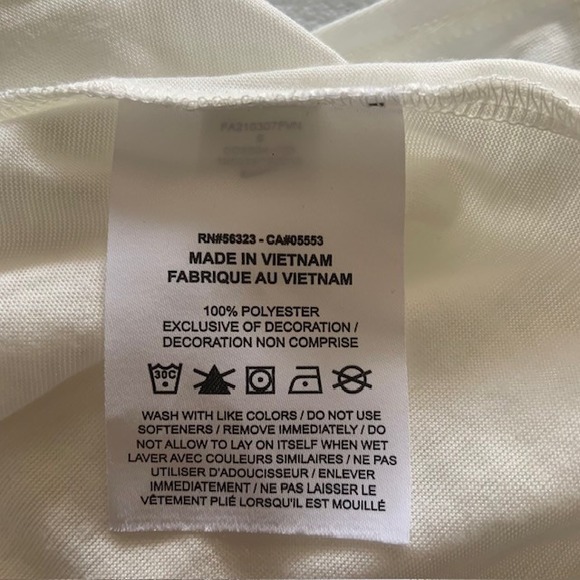 RN#56323 - CA#05553
MADE IN VIETNAM
FABRIQUE AU VIETNAM
100% POLYESTER
EXCLUSIVE OF DECORATION /
DECORATION NON COMPRISE
30C
WASH WITH LIKE COLORS / DO NOT USE
SOFTENERS / REMOVE IMMEDIATELY / DO
NOT ALLOW TO LAY ON ITSELF WHEN WET
LAVER AVEC COULEURS SIMILAIRES / NE PAS
UTILISER D'ADOUCISSEUR / ENLEVER
IMMÉDIATEMENT / NE PAS LAISSER LE
VÊTEMENT PLIÉ LORSQU'IL EST MOUILLÉ